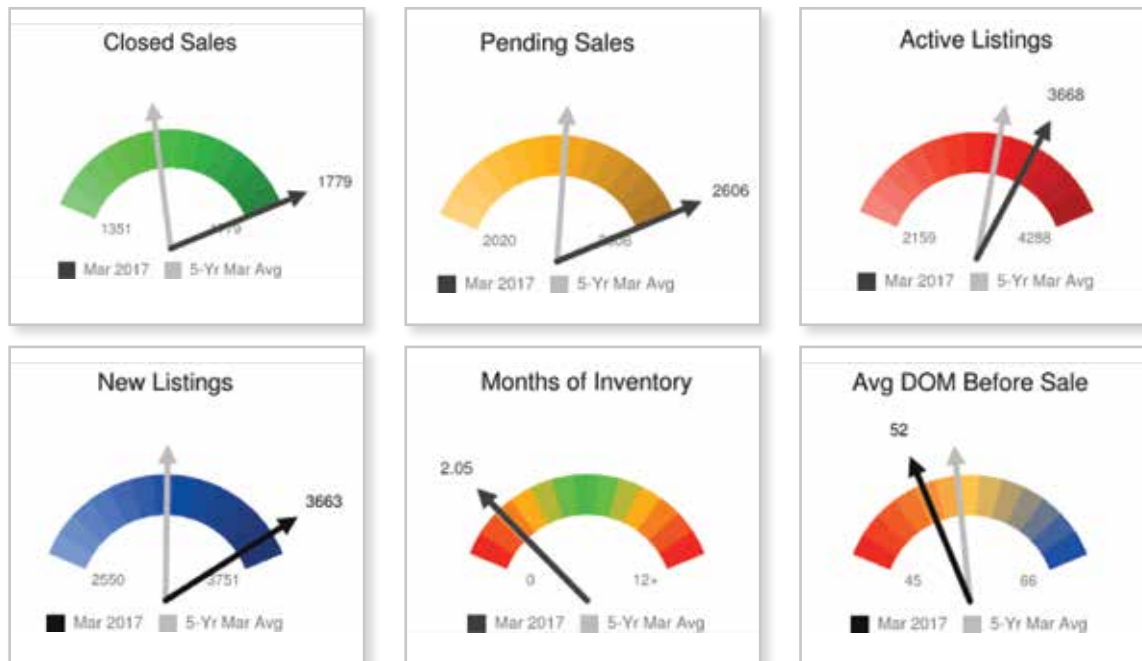 Closed Sales
1779
1351 1779
Mar 2017 5-Yr Mar Avg
Pending Sales
2606
2020 2606
Mar 2017 5-Yr Mar Avg
Active Listings
3668
2159 4288
Mar 2017 5-Yr Mar Avg
New Listings
3663
2550 3751
Mar 2017 5-Yr Mar Avg
Months of Inventory
2.05
0 12+
Mar 2017 5-Yr Mar Avg
Avg DOM Before Sale
52
45 66
Mar 2017 5-Yr Mar Avg